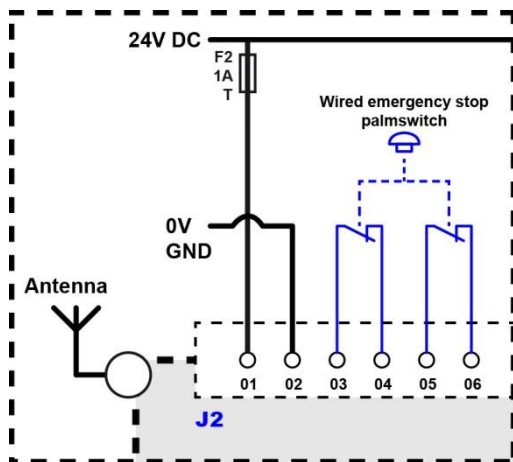 24V DC
F2
1A
T
Wired emergency stop
palmswitch
0V
GND
Antenna
01 02 03 04 05 06
J2